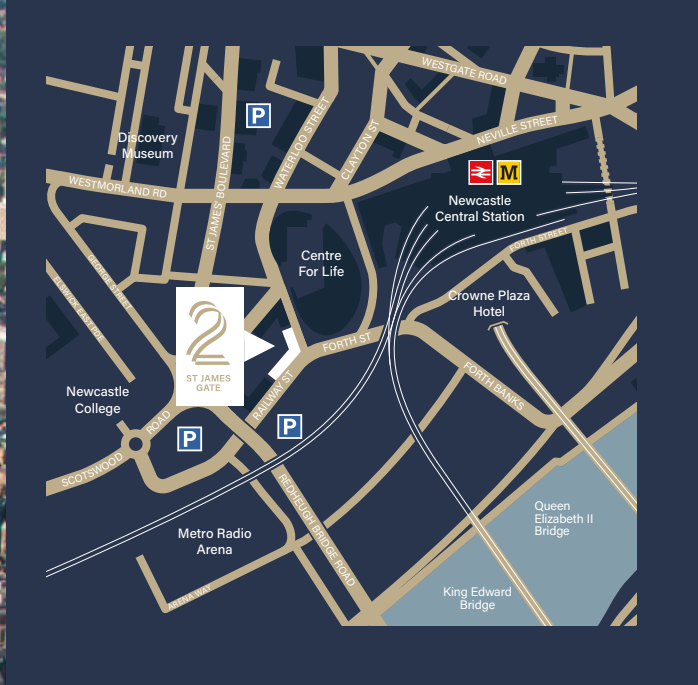 WESTGATE ROAD
P
NEVILLE STREET
WATERLOO STREET
CLAYTON ST
Discovery
Museum
M
WESTMORLAND RD
ST JAMES' BOULEVARD
Newcastle
Central Station
FORTH STREET
Centre
For Life
GEORGE STREET
ELSWICK EAST TCE
Crowne Plaza
Hotel
2
ST JAMES
GATE
FORTH ST
FORTH BANKS
RAILWAY ST
Newcastle
College
P
P
SCOTSWOOD
ROAD
REDHEUGH BRIDGE ROAD
Queen
Elizabeth II
Bridge
Metro Radio
Arena
ARENA WAY
King Edward
Bridge